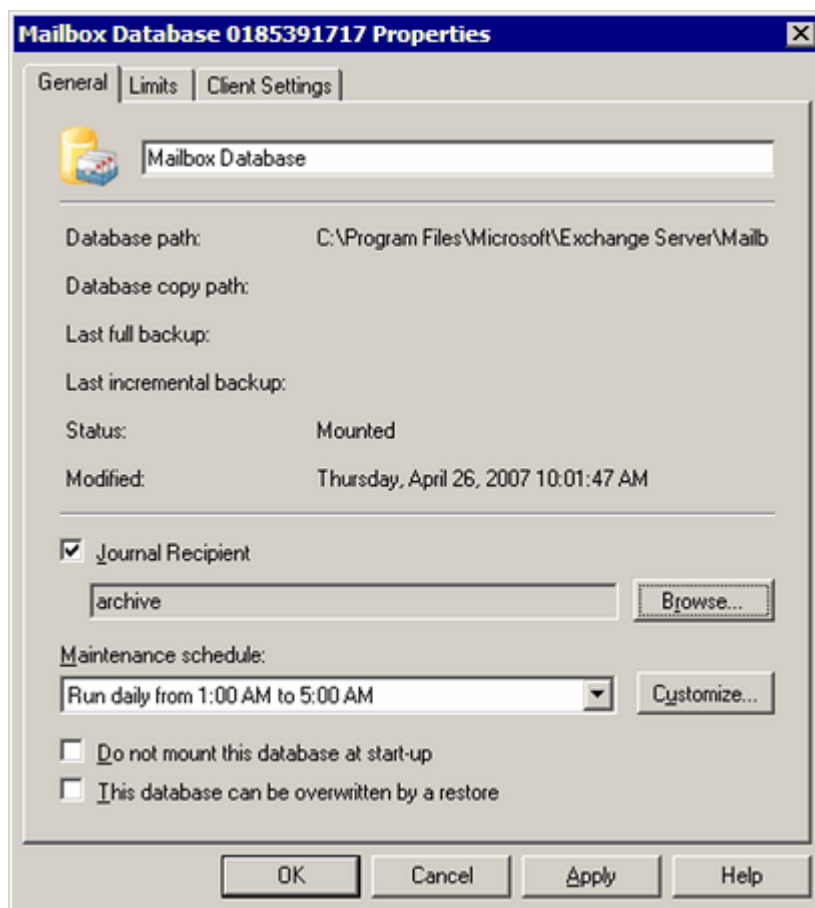 Mailbox Database 0185391717 Properties
General Limits Client Settings
Mailbox Database
Database path: C:\Program Files\Microsoft\Exchange Server\Mailb
Database copy path:
Last full backup:
Last incremental backup:
Status: Mounted
Modified: Thursday, April 26, 2007 10:01:47 AM
Journal Recipient
archive Browse...
Maintenance schedule:
Run daily from 1:00 AM to 5:00 AM Customize...
Do not mount this database at start-up
This database can be overwritten by a restore
OK Cancel Apply Help